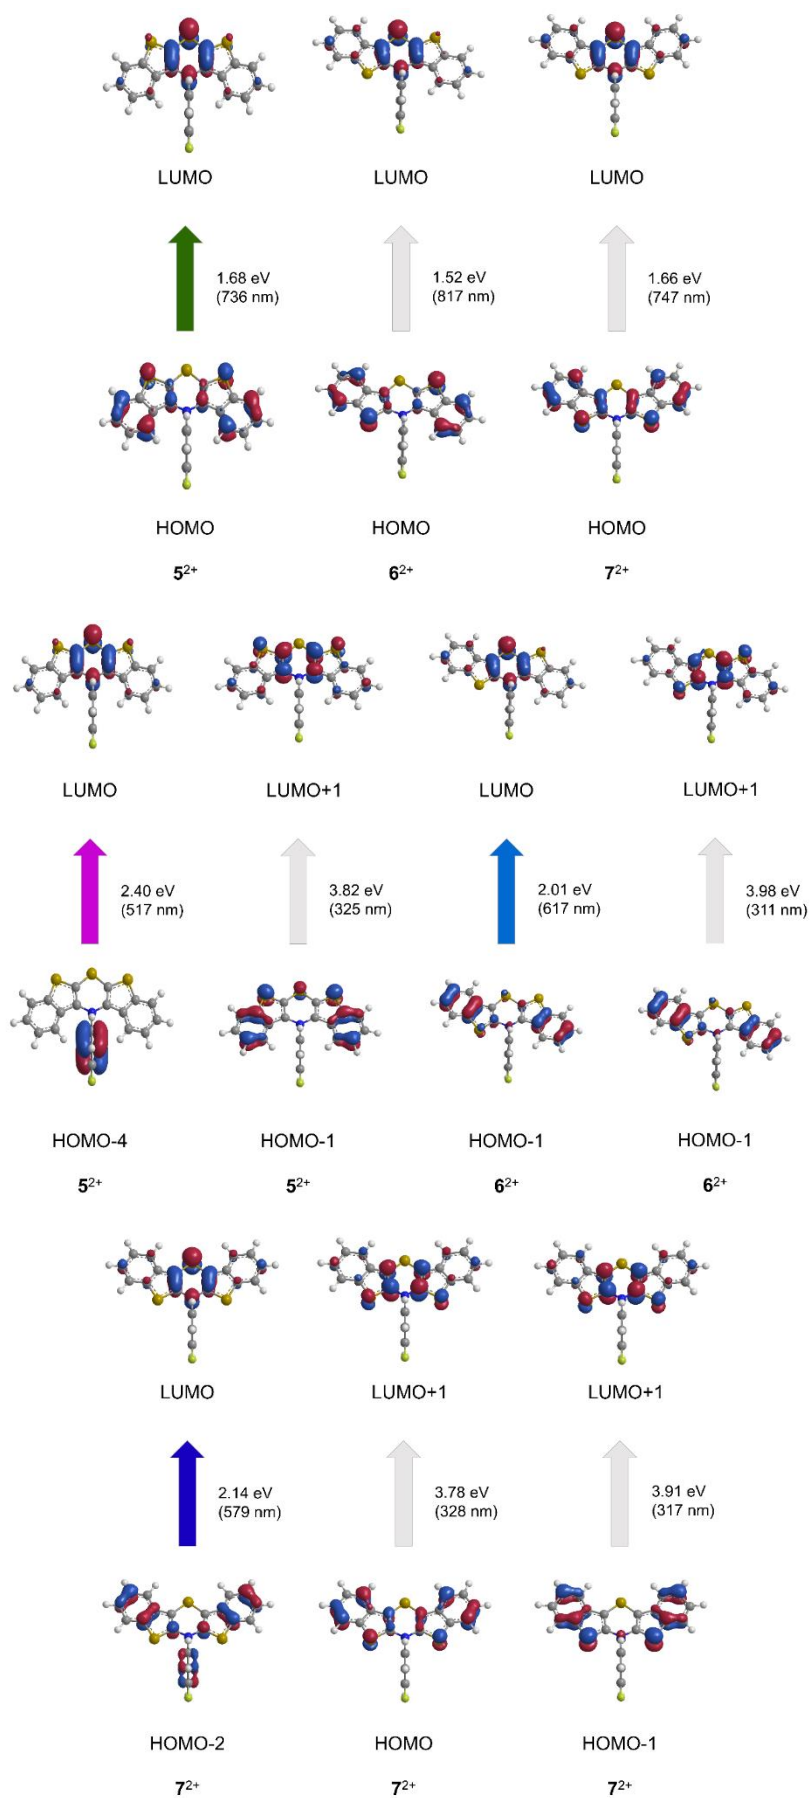 LUMO LUMO LUMO
1.68 eV 1.52 eV 1.66 eV
(736 nm) (817 nm) (747 nm)
HOMO HOMO HOMO
5²⁺ 6²⁺ 7²⁺
LUMO LUMO+1 LUMO LUMO+1
2.40 eV 3.82 eV 2.01 eV 3.98 eV
(517 nm) (325 nm) (617 nm) (311 nm)
HOMO-4 HOMO-1 HOMO-1 HOMO-1
5²⁺ 5²⁺ 6²⁺ 6²⁺
LUMO LUMO+1 LUMO+1
2.14 eV 3.78 eV 3.91 eV
(579 nm) (328 nm) (317 nm)
HOMO-2 HOMO HOMO-1
7²⁺ 7²⁺ 7²⁺